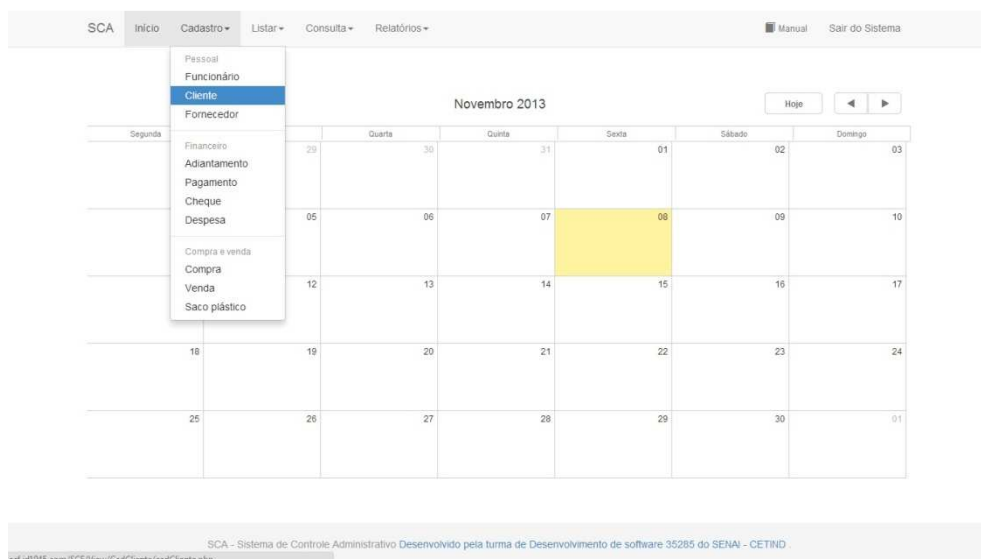 SCA Início Cadastro Listar Consulta Relatórios Manual Sair do Sistema
Pessoal
Funcionário
Cliente
Fornecedor
Financeiro
Adiantamento
Pagamento
Cheque
Despesa
Compra e venda
Compra
Venda
Saco plástico
Novembro 2013
Hoje
Segunda Quarta Quinta Sexta Sábado Domingo
29 30 31 01 02 03
05 06 07 08 09 10
12 13 14 15 16 17
18 19 20 21 22 23 24
25 26 27 28 29 30 01
SCA - Sistema de Controle Administrativo Desenvolvido pela turma de Desenvolvimento de software 35285 do SENAI - CETIND .